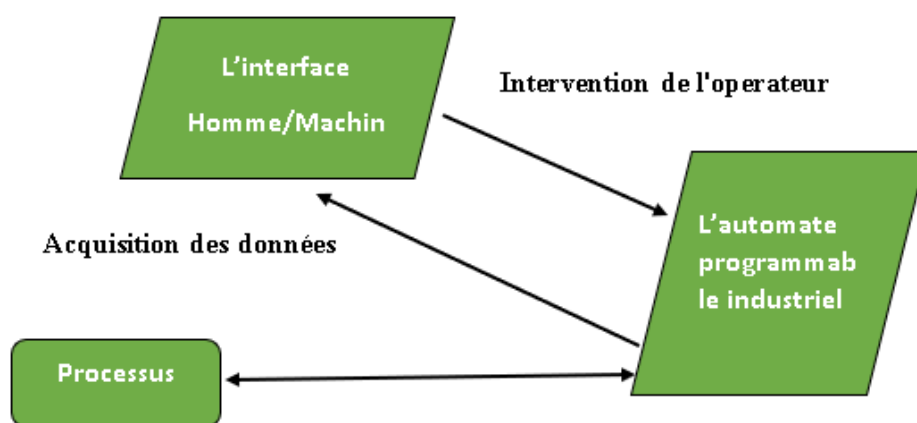 L'interface
Homme/Machin
Intervention de l'operateur
Acquisition des données
L'automate
programmab
le industriel
Processus